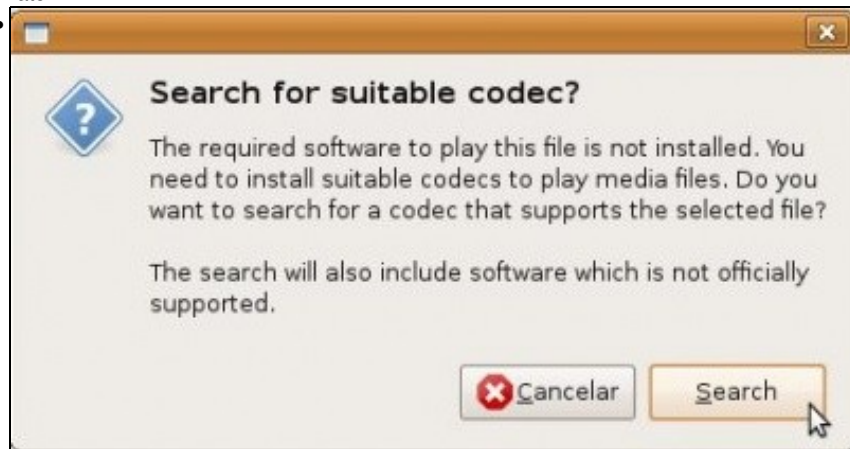 Search for suitable codec?
The required software to play this file is not installed. You
need to install suitable codecs to play media files. Do you
want to search for a codec that supports the selected file?
The search will also include software which is not officially
supported.
Cancelar
Search